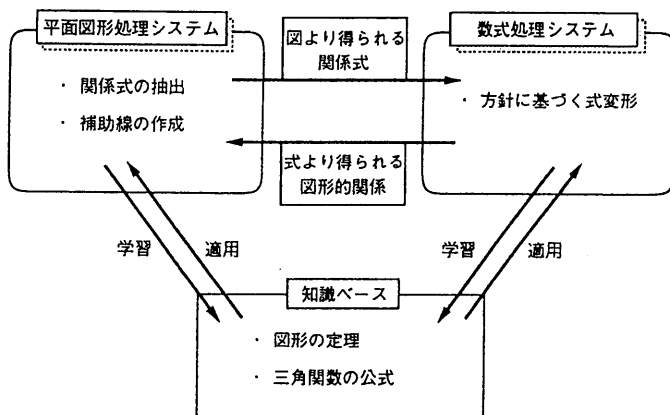 平面図形処理システム
・ 関係式の抽出
・ 補助線の作成
図より得られる
関係式
式より得られる
図形的関係
数式処理システム
・ 方針に基づく式変形
学習
適用
学習
適用
知識ベース
・ 図形の定理
・ 三角関数の公式